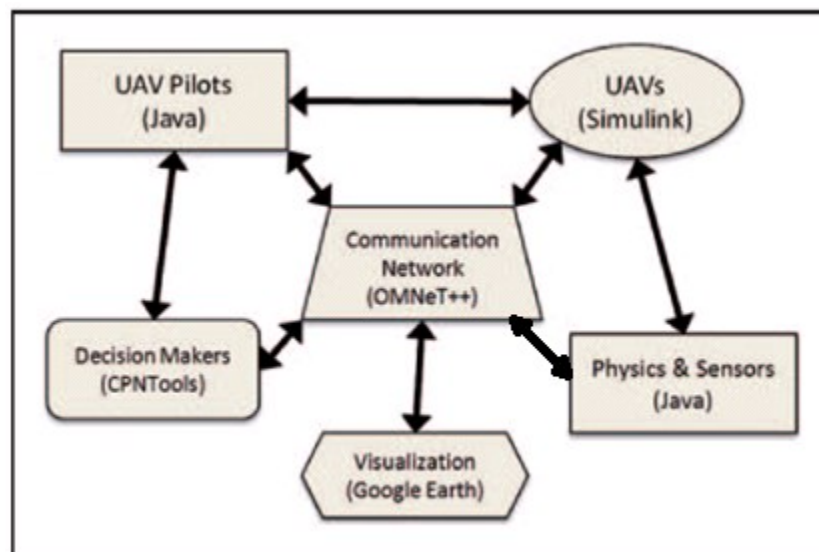 UAV Pilots
(Java)
UAVs
(Simulink)
Communication
Network
(OMNeT++)
Decision Makers
(CPNTools)
Physics & Sensors
(Java)
Visualization
(Google Earth)